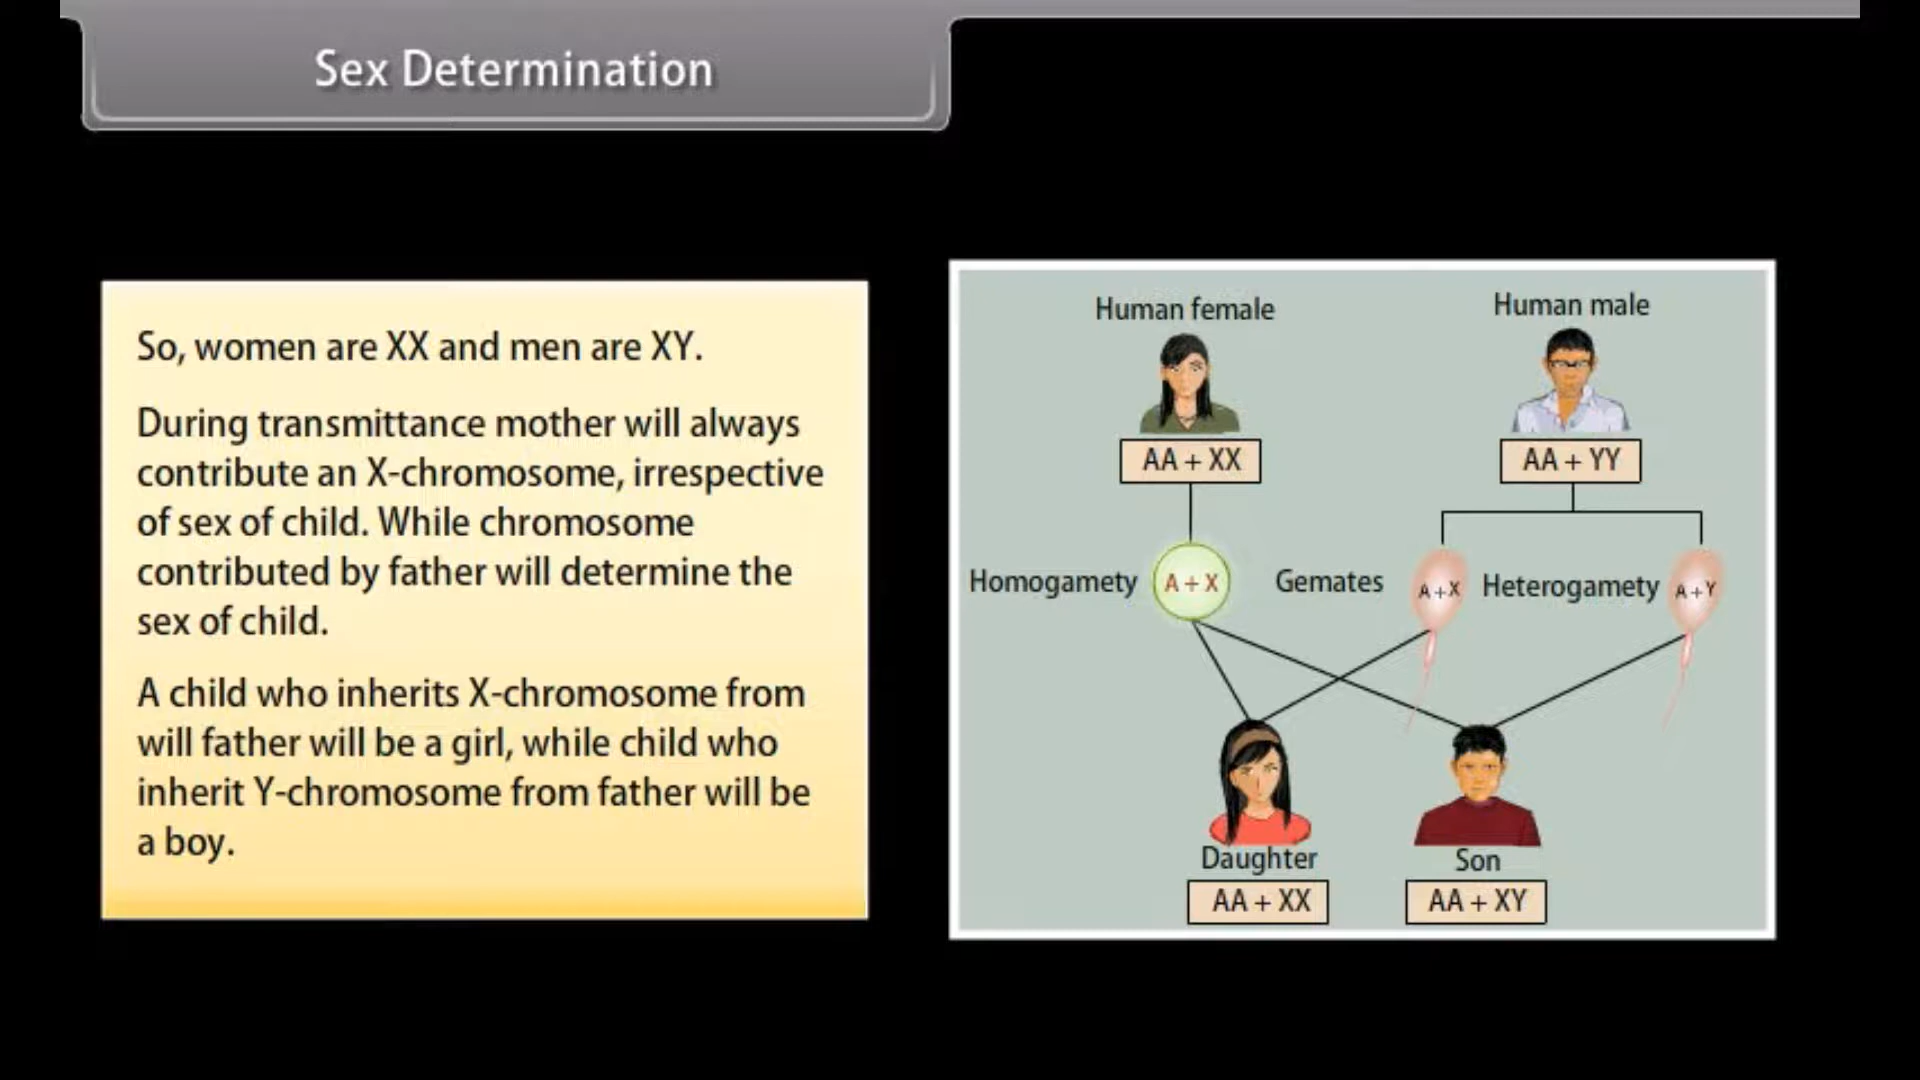 Sex Determination
So, women are XX and men are XY.
During transmittance mother will always
contribute an X-chromosome, irrespective
of sex of child. While chromosome
contributed by father will determine the
sex of child.
A child who inherits X-chromosome from
will father will be a girl, while child who
inherit Y-chromosome from father will be
a boy.
Human female
Human male
AA + XX
AA + YY
Homogamety
A + X
Gemates
A + X
Heterogamety
A + Y
Daughter
Son
AA + XX
AA + XY